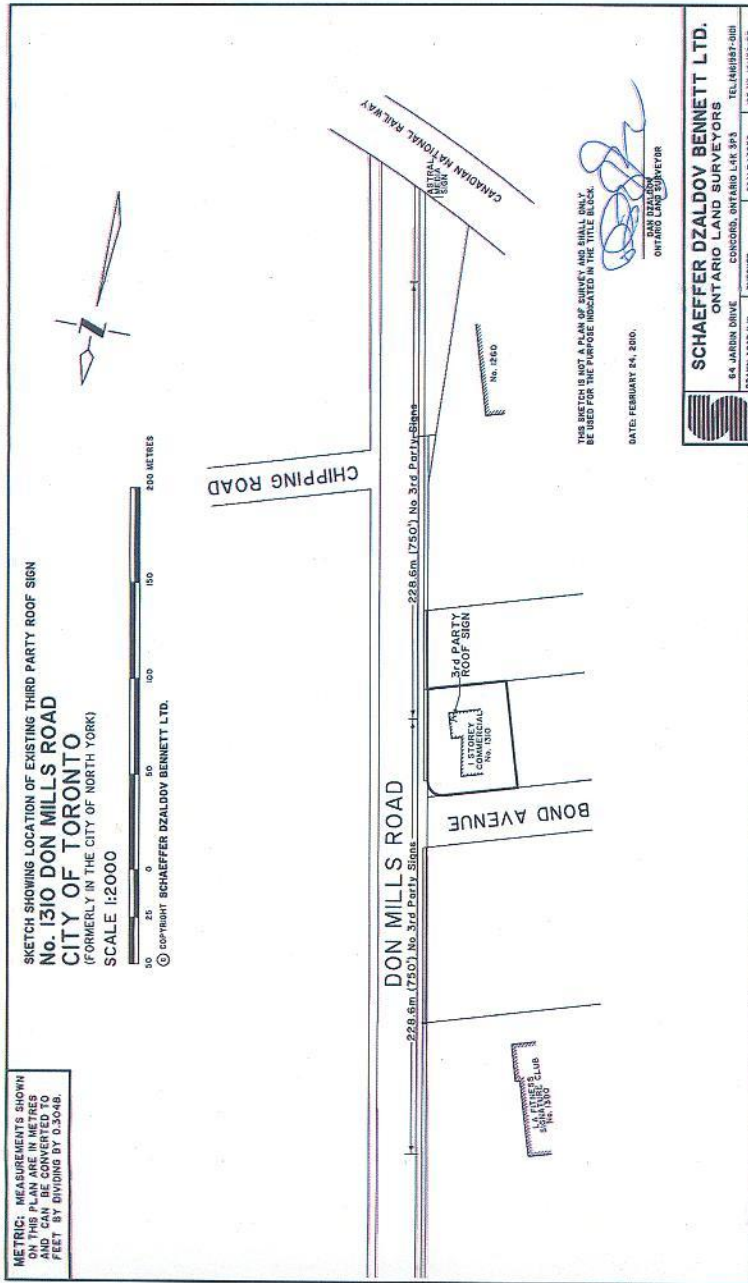 METRIC: MEASUREMENTS SHOWN
ON THIS PLAN ARE IN METRES
AND CAN BE CONVERTED TO
FEET BY DIVIDING BY 0.3048.
SKETCH SHOWING LOCATION OF EXISTING THIRD PARTY ROOF SIGN
No. 1310 DON MILLS ROAD
CITY OF TORONTO
(FORMERLY IN THE CITY OF NORTH YORK)
SCALE 1:2000
50 25 0 50 100 150 200 METRES
© COPYRIGHT SCHAEFFER DZALDOV BENNETT LTD.
N
CHIPPING ROAD
CANADIAN NATIONAL RAILWAY
ASTRAL
MEDIA
SIGN
DON MILLS ROAD
228.6m (750') No 3rd Party Signs
228.6m (750') No 3rd Party Signs
3rd PARTY
ROOF SIGN
1 STOREY
COMMERCIAL
No. 1310
BOND AVENUE
No. 1260
LA FITNESS
SIGNATURE CLUB
THIS SKETCH IS NOT A PLAN OF SURVEY AND SHALL ONLY
BE USED FOR THE PURPOSE INDICATED IN THE TITLE BLOCK.
DATE: FEBRUARY 24, 2010.
DAN DZALDOV
ONTARIO LAND SURVEYOR
SCHAEFFER DZALDOV BENNETT LTD.
ONTARIO LAND SURVEYORS
64 JARDIN DRIVE CONCORD, ONTARIO L4K 3P3 TEL.(416)987-0101